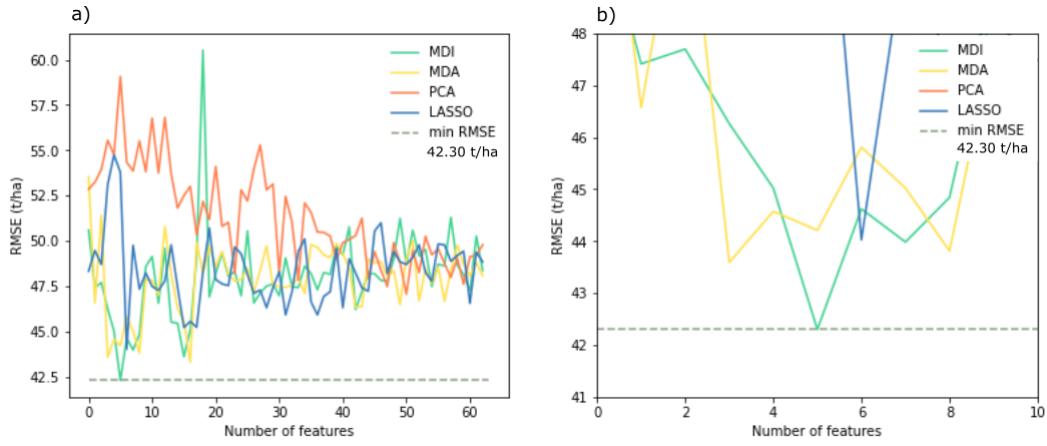 a)
RMSE (t/ha)
60.0
57.5
55.0
52.5
50.0
47.5
45.0
42.5
0 10 20 30 40 50 60
Number of features
MDI
MDA
PCA
LASSO
min RMSE
42.30 t/ha
b)
RMSE (t/ha)
48
47
46
45
44
43
42
41
0 2 4 6 8 10
Number of features
MDI
MDA
PCA
LASSO
min RMSE
42.30 t/ha